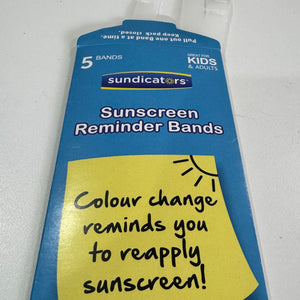 Pull out one Band at a time.
Keep pack closed.
5 BANDS
GREAT FOR
KIDS
& ADULTS
sundicators
Sunscreen
Reminder Bands
Colour change
reminds you
to reapply
sunscreen!